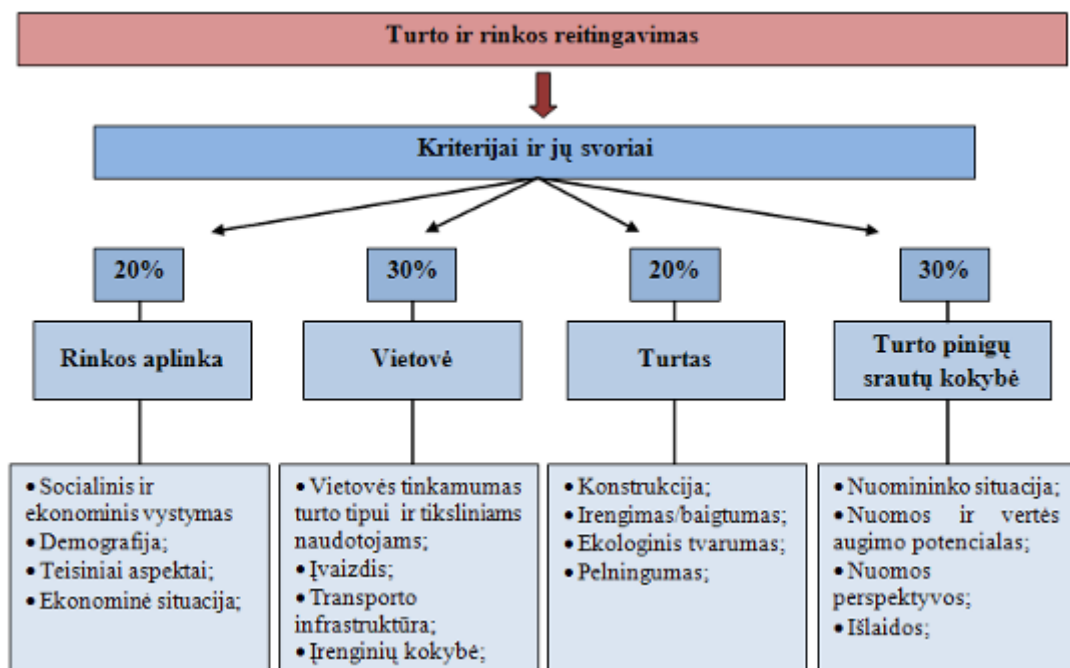 Turto ir rinkos reitingavimas
Kriterijai ir jų svoriai
20%
30%
20%
30%
Rinkos aplinka
Vietovė
Turtas
Turto pinigų
srautų kokybė
• Socialinis ir
ekonominis vystymas
• Demografija;
• Teisiniai aspektai;
• Ekonominė situacija;
• Vietovės tinkamumas
turto tipui ir tiksliniams
naudotojams;
• Įvaizdis;
• Transporto
infrastruktūra;
• Įrenginių kokybė;
• Konstrukcija;
• Irengimas/baigtumas;
• Ekologinis tvarumas;
• Pelningumas;
• Nuomininko situacija;
• Nuomos ir vertės
augimo potencialas;
• Nuomos
perspektyvos;
• Išlaidos;